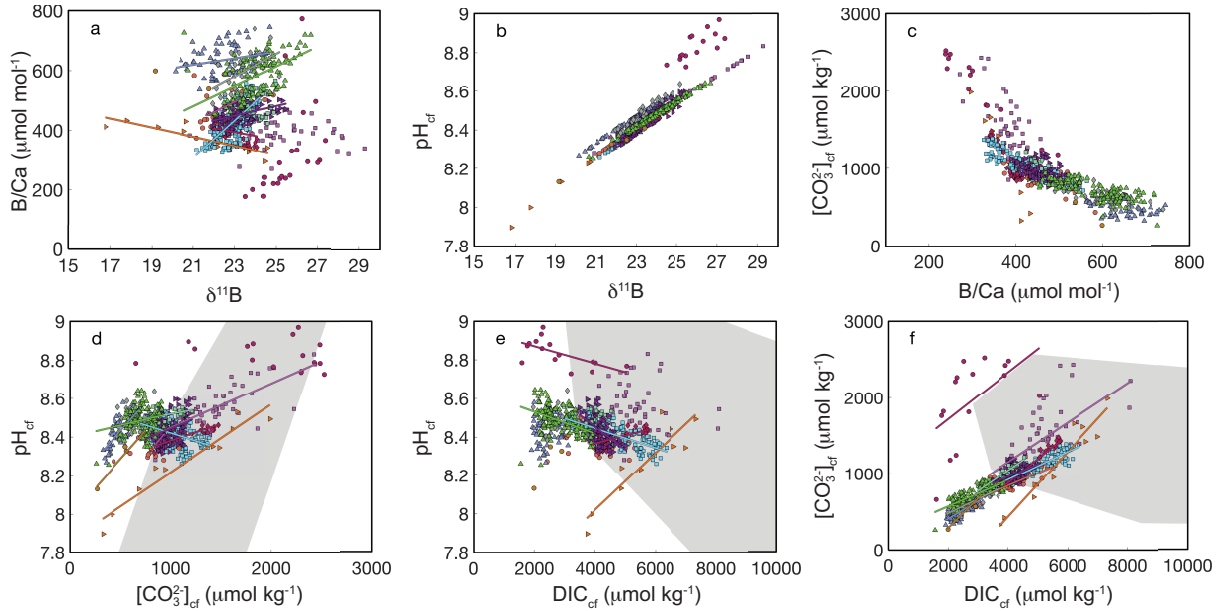 a
B/Ca (μmol mol⁻¹)
800
600
400
200
0
15 17 19 21 23 25 27 29
δ¹¹B
b
pH_cf
9
8.8
8.6
8.4
8.2
8
7.8
15 17 19 21 23 25 27 29
δ¹¹B
c
[CO₃²⁻]_cf (μmol kg⁻¹)
3000
2000
1000
0
200 400 600 800
B/Ca (μmol mol⁻¹)
d
pH_cf
9
8.8
8.6
8.4
8.2
8
7.8
0 1000 2000 3000
[CO₃²⁻]_cf (μmol kg⁻¹)
e
pH_cf
9
8.8
8.6
8.4
8.2
8
7.8
0 2000 4000 6000 8000 10000
DIC_cf (μmol kg⁻¹)
f
[CO₃²⁻]_cf (μmol kg⁻¹)
3000
2000
1000
0
0 2000 4000 6000 8000 10000
DIC_cf (μmol kg⁻¹)